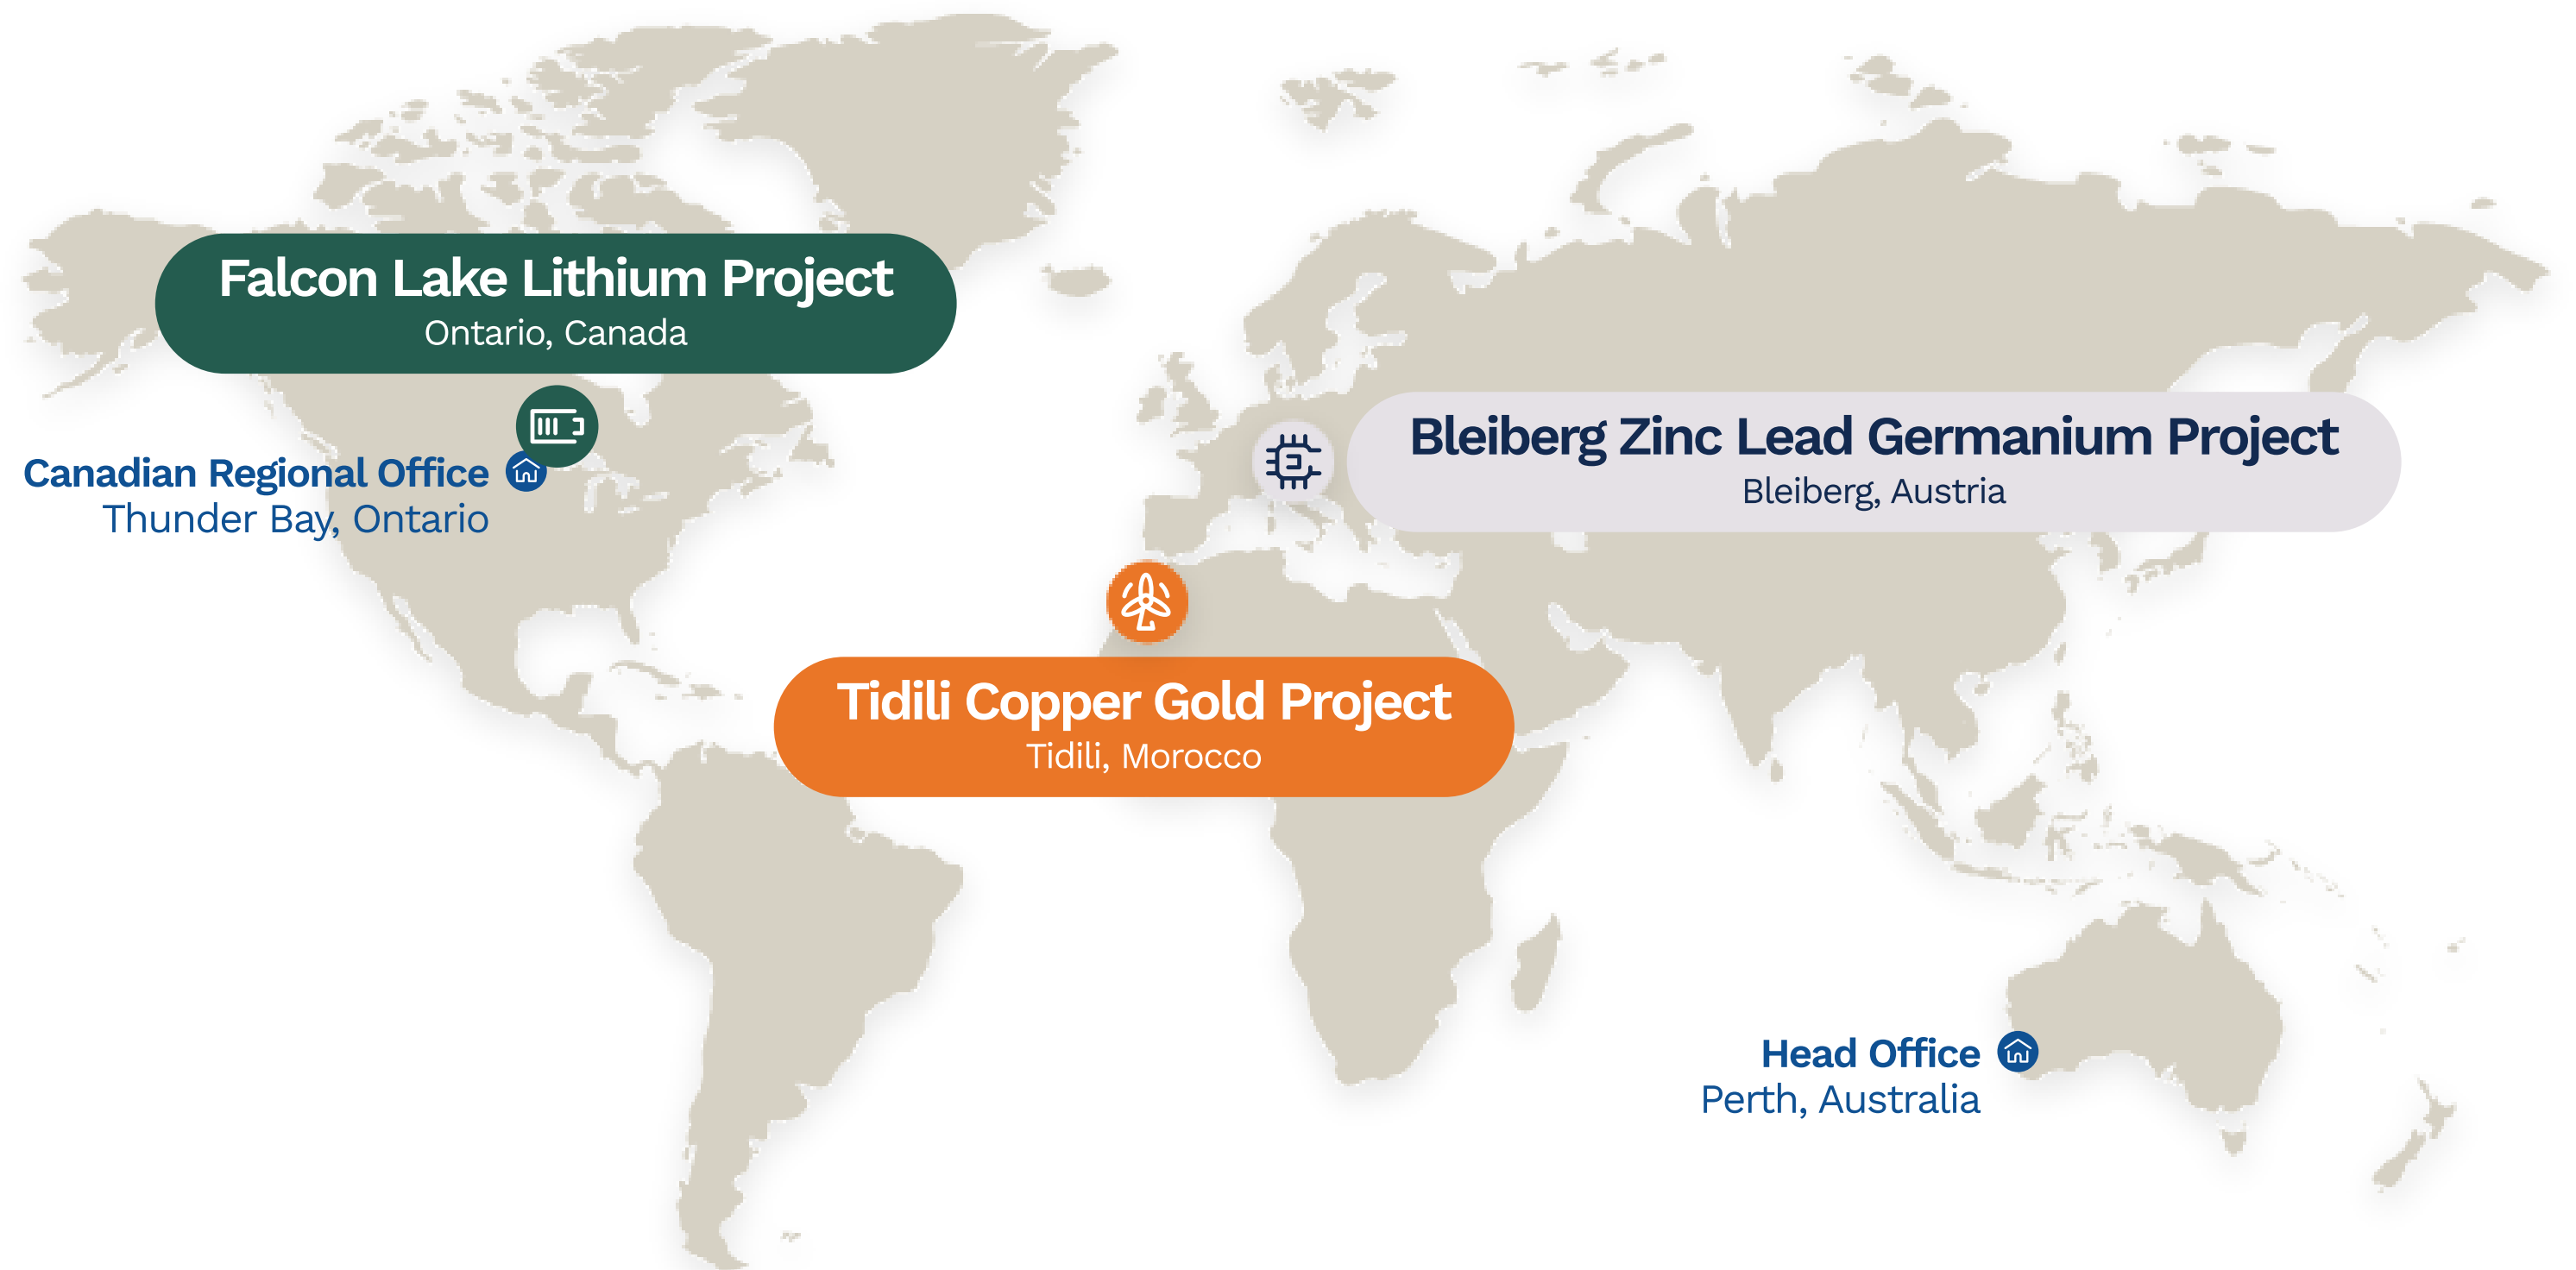 Falcon Lake Lithium Project
Ontario, Canada
Canadian Regional Office
Thunder Bay, Ontario
Bleiberg Zinc Lead Germanium Project
Bleiberg, Austria
Tidili Copper Gold Project
Tidili, Morocco
Head Office
Perth, Australia